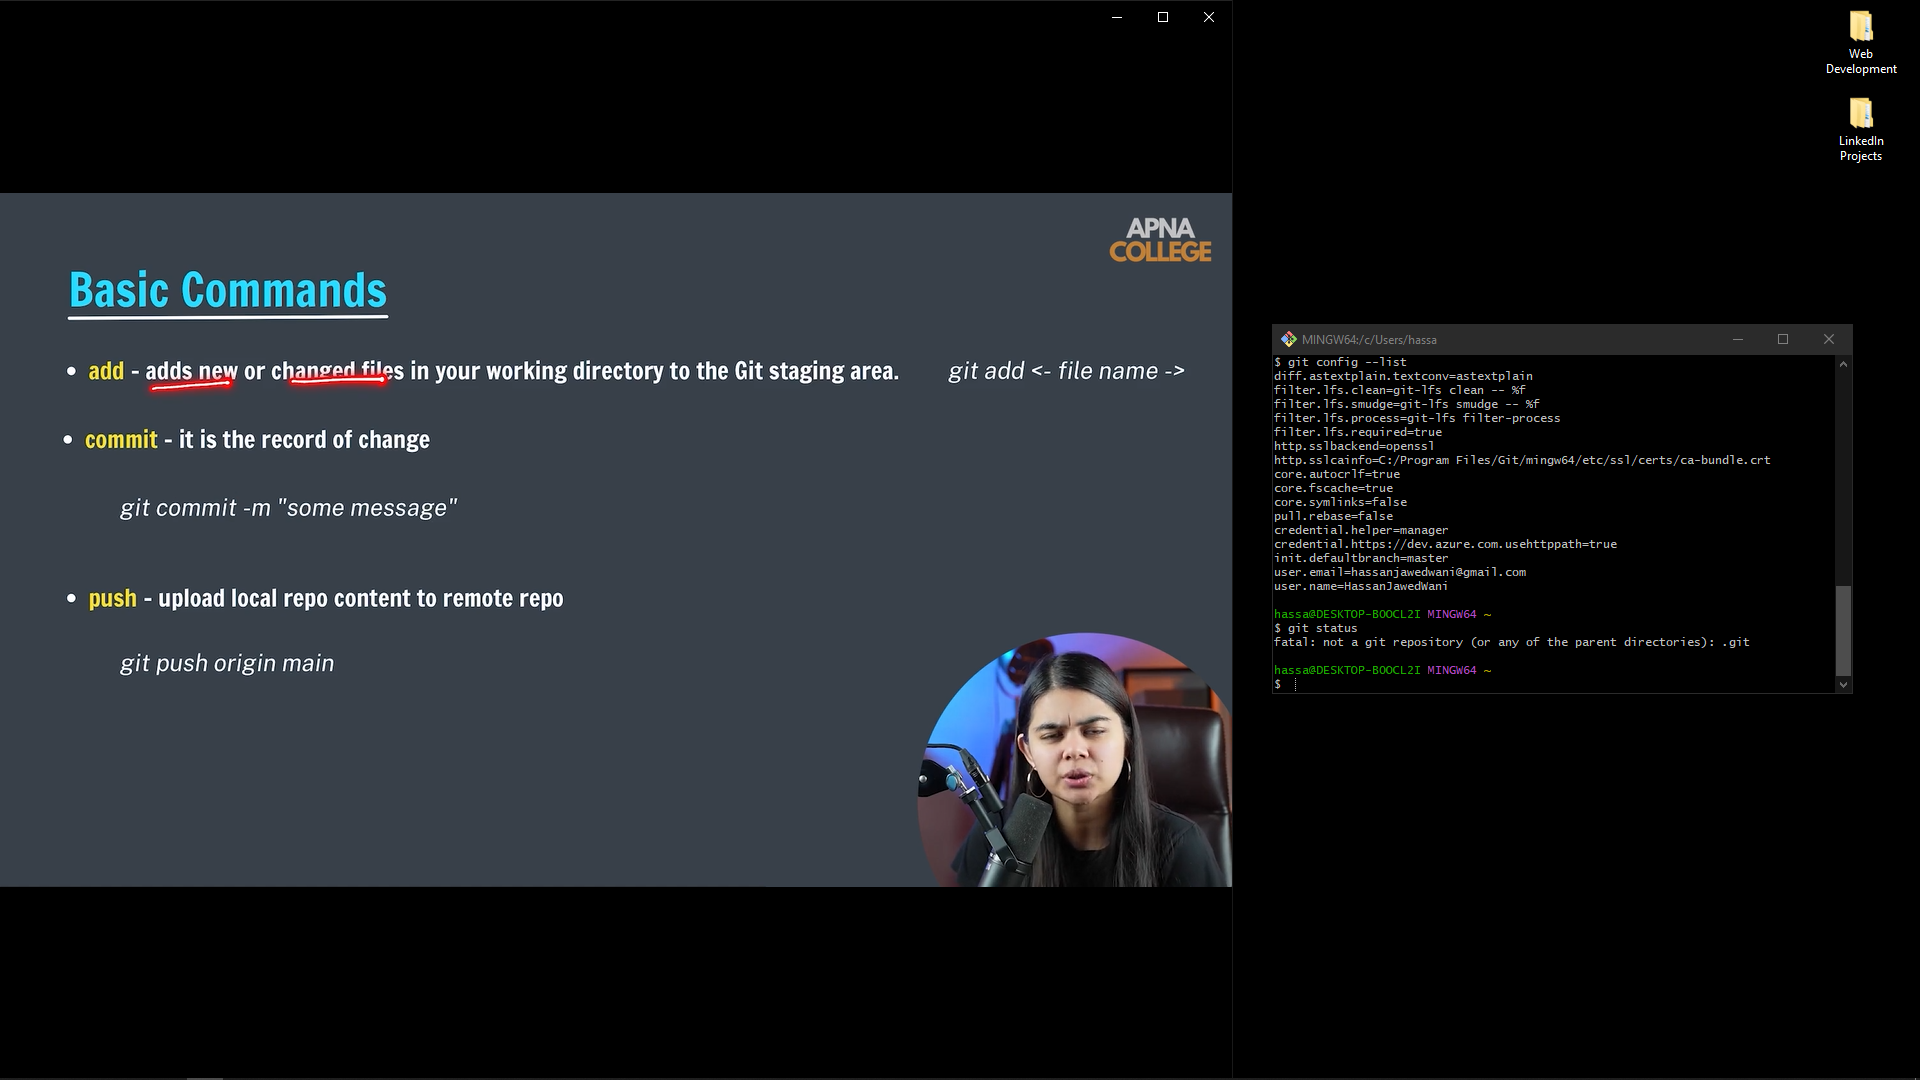 APNA
COLLEGE
Basic Commands
• add - adds new or changed files in your working directory to the Git staging area. git add <- file name ->
• commit - it is the record of change
git commit -m "some message"
• push - upload local repo content to remote repo
git push origin main
Web
Development
LinkedIn
Projects
MINGW64:/c/Users/hassa
$ git config --list
diff.astextplain.textconv=astextplain
filter.lfs.clean=git-lfs clean -- %f
filter.lfs.smudge=git-lfs smudge -- %f
filter.lfs.process=git-lfs filter-process
filter.lfs.required=true
http.sslbackend=openssl
http.sslcainfo=C:/Program Files/Git/mingw64/etc/ssl/certs/ca-bundle.crt
core.autocrlf=true
core.fscache=true
core.symlinks=false
pull.rebase=false
credential.helper=manager
credential.https://dev.azure.com.usehttppath=true
init.defaultbranch=master
user.email=hassanjawedwani@gmail.com
user.name=HassanJawedWani
hassa@DESKTOP-BOOCL2I MINGW64 ~
$ git status
fatal: not a git repository (or any of the parent directories): .git
hassa@DESKTOP-BOOCL2I MINGW64 ~
$